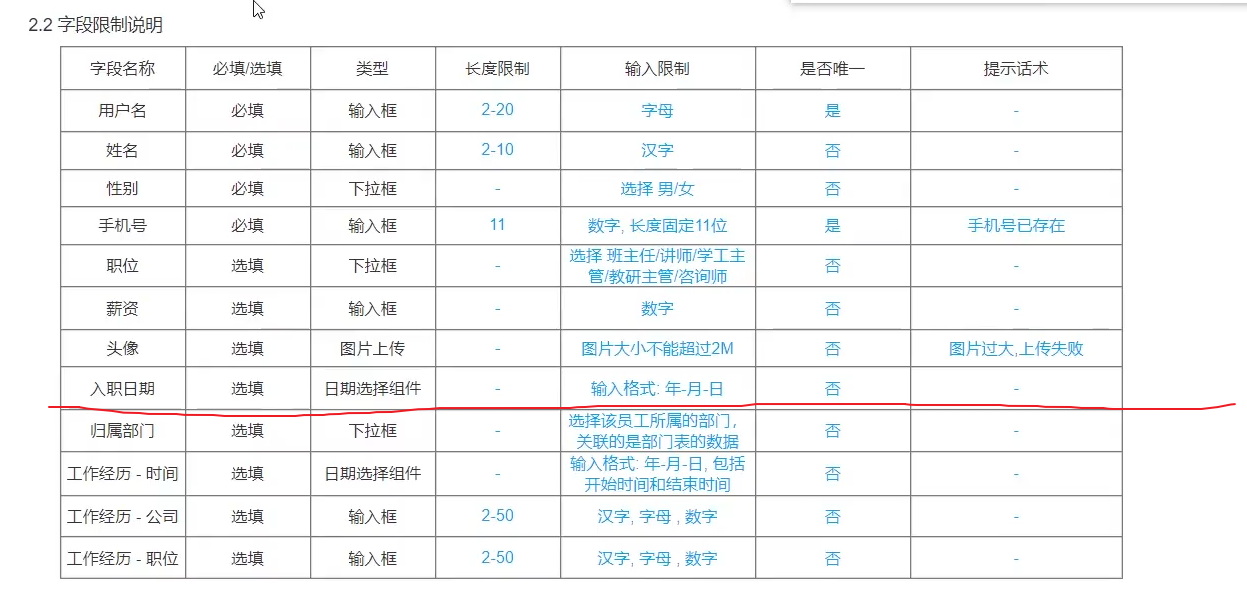 2.2 字段限制说明
字段名称 必填/选填 类型 长度限制 输入限制 是否唯一 提示话术
用户名 必填 输入框 2-20 字母 是 -
姓名 必填 输入框 2-10 汉字 否 -
性别 必填 下拉框 - 选择 男/女 否 -
手机号 必填 输入框 11 数字, 长度固定11位 是 手机号已存在
职位 选填 下拉框 - 选择 班主任/讲师/学工主
管/教研主管/咨询师 否 -
薪资 选填 输入框 - 数字 否 -
头像 选填 图片上传 - 图片大小不能超过2M 否 图片过大,上传失败
入职日期 选填 日期选择组件 - 输入格式: 年-月-日 否 -
归属部门 选填 下拉框 - 选择该员工所属的部门，
关联的是部门表的数据 否 -
工作经历 - 时间 选填 日期选择组件 - 输入格式: 年-月-日, 包括
开始时间和结束时间 否 -
工作经历 - 公司 选填 输入框 2-50 汉字, 字母 , 数字 否 -
工作经历 - 职位 选填 输入框 2-50 汉字, 字母 , 数字 否 -